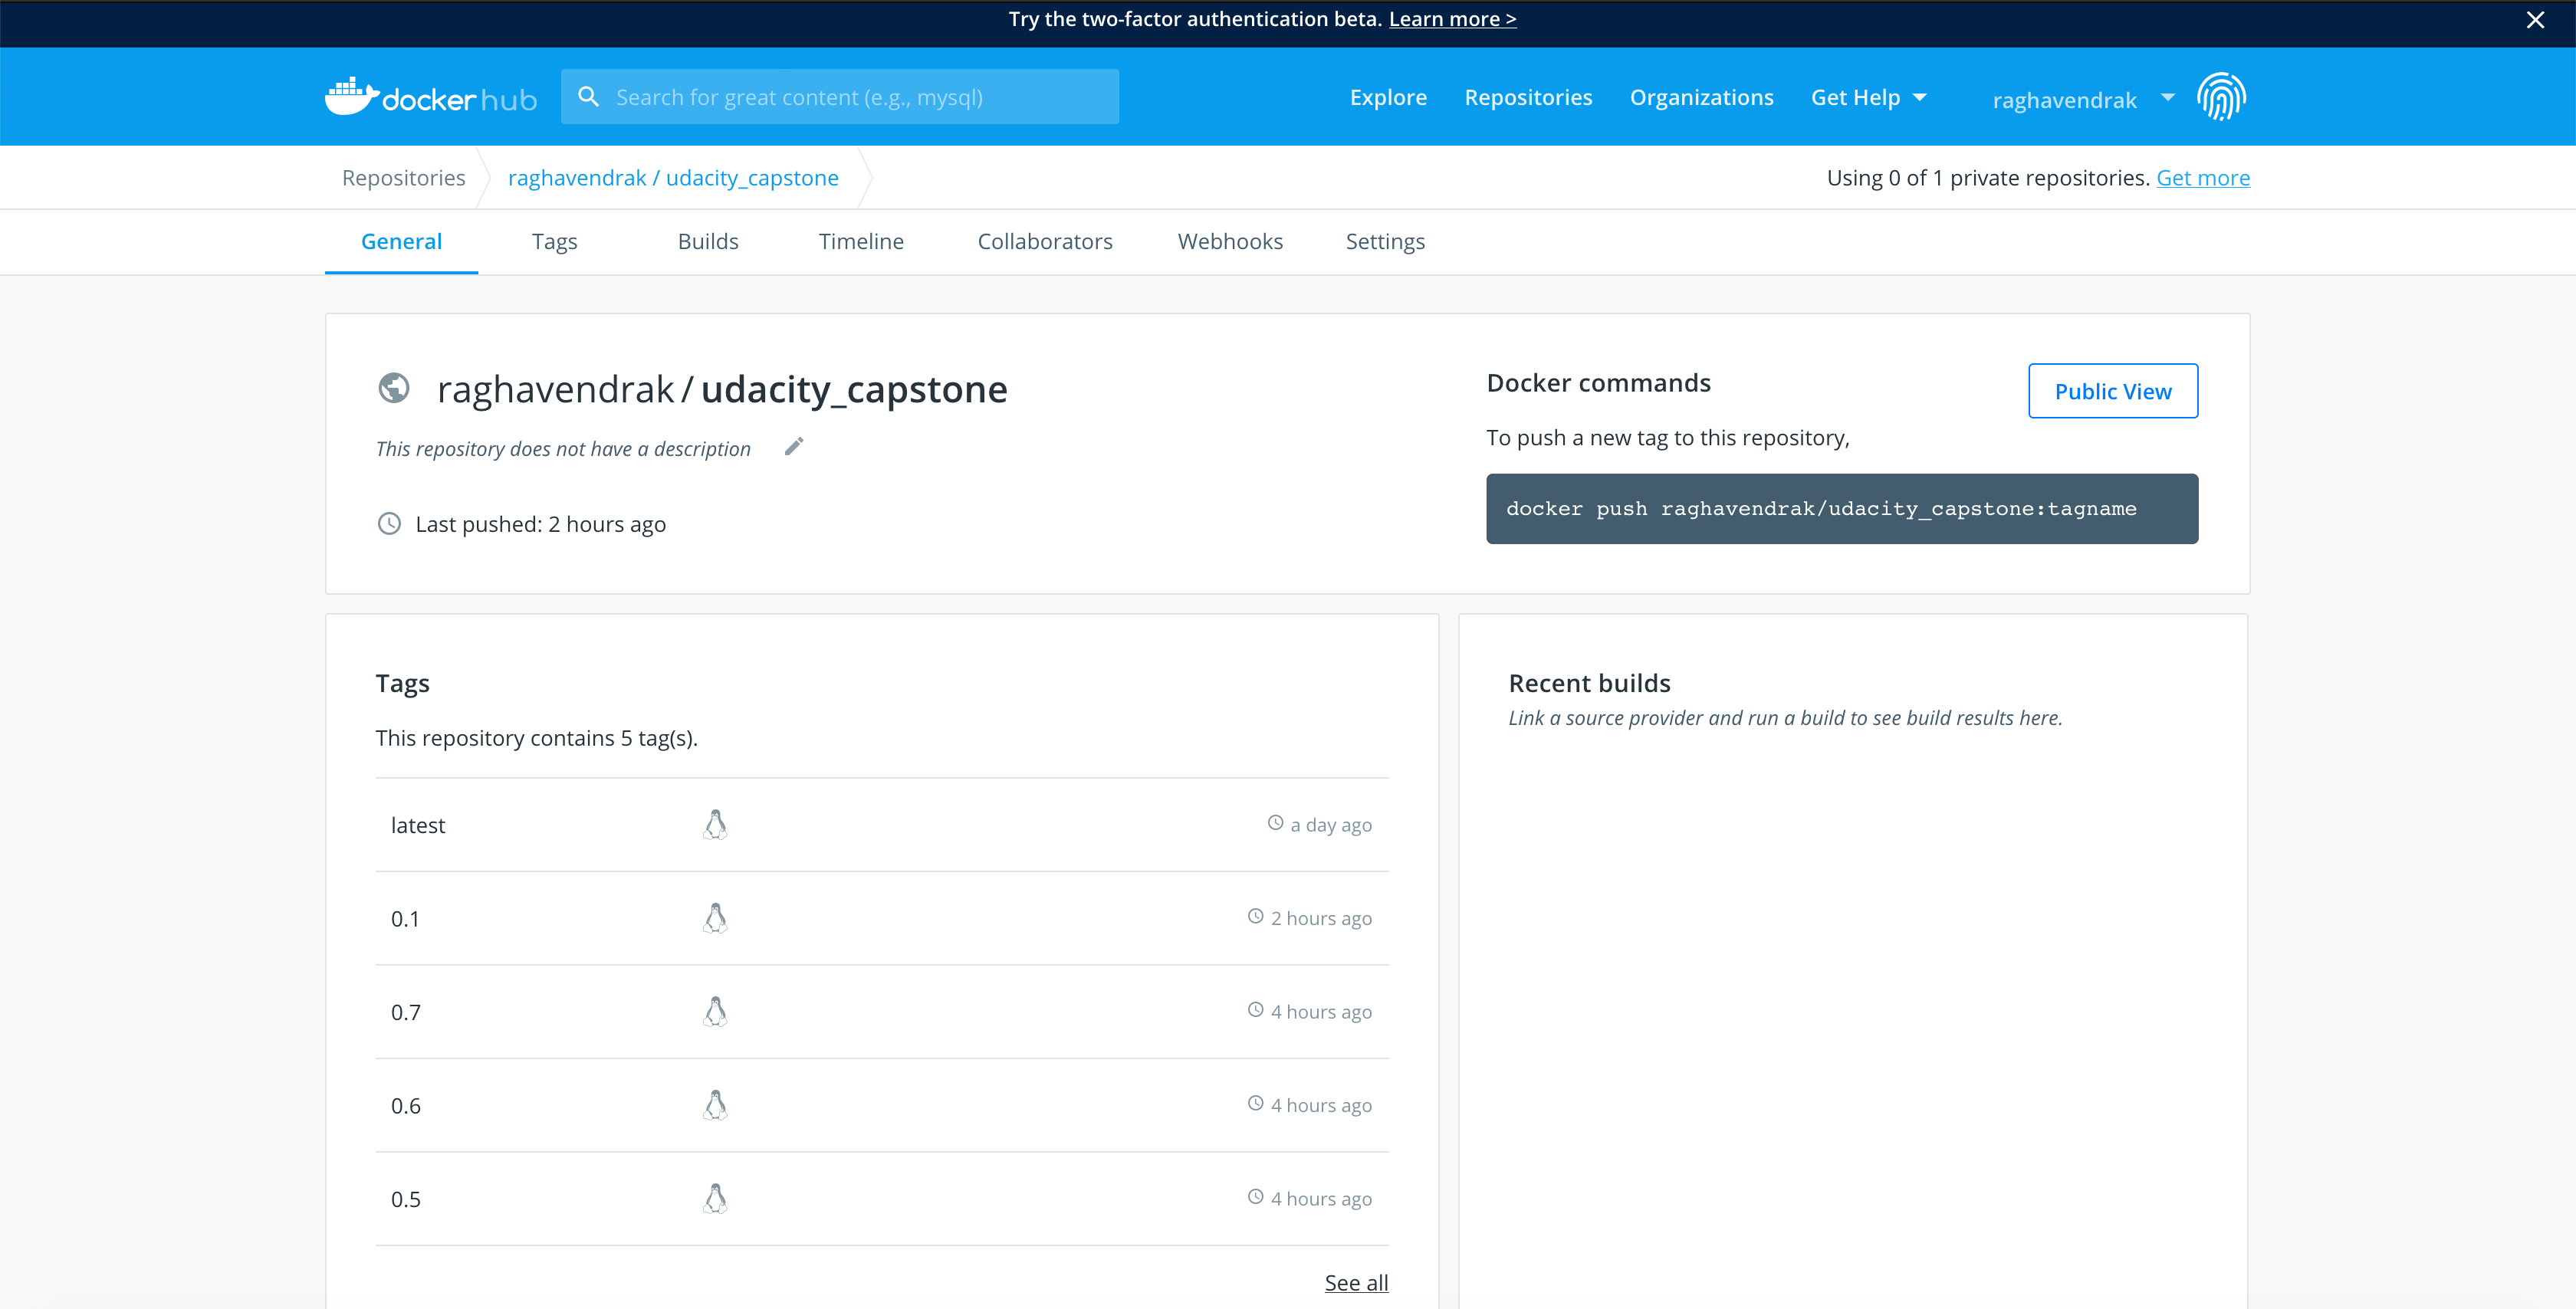 Try the two-factor authentication beta. Learn more >
docker hub
Search for great content (e.g., mysql)
Explore
Repositories
Organizations
Get Help
raghavendrak
Repositories
raghavendrak / udacity_capstone
Using 0 of 1 private repositories. Get more
General
Tags
Builds
Timeline
Collaborators
Webhooks
Settings
raghavendrak / udacity_capstone
This repository does not have a description
Last pushed: 2 hours ago
Docker commands
Public View
To push a new tag to this repository,
docker push raghavendrak/udacity_capstone:tagname
Tags
This repository contains 5 tag(s).
latest
a day ago
0.1
2 hours ago
0.7
4 hours ago
0.6
4 hours ago
0.5
4 hours ago
See all
Recent builds
Link a source provider and run a build to see build results here.